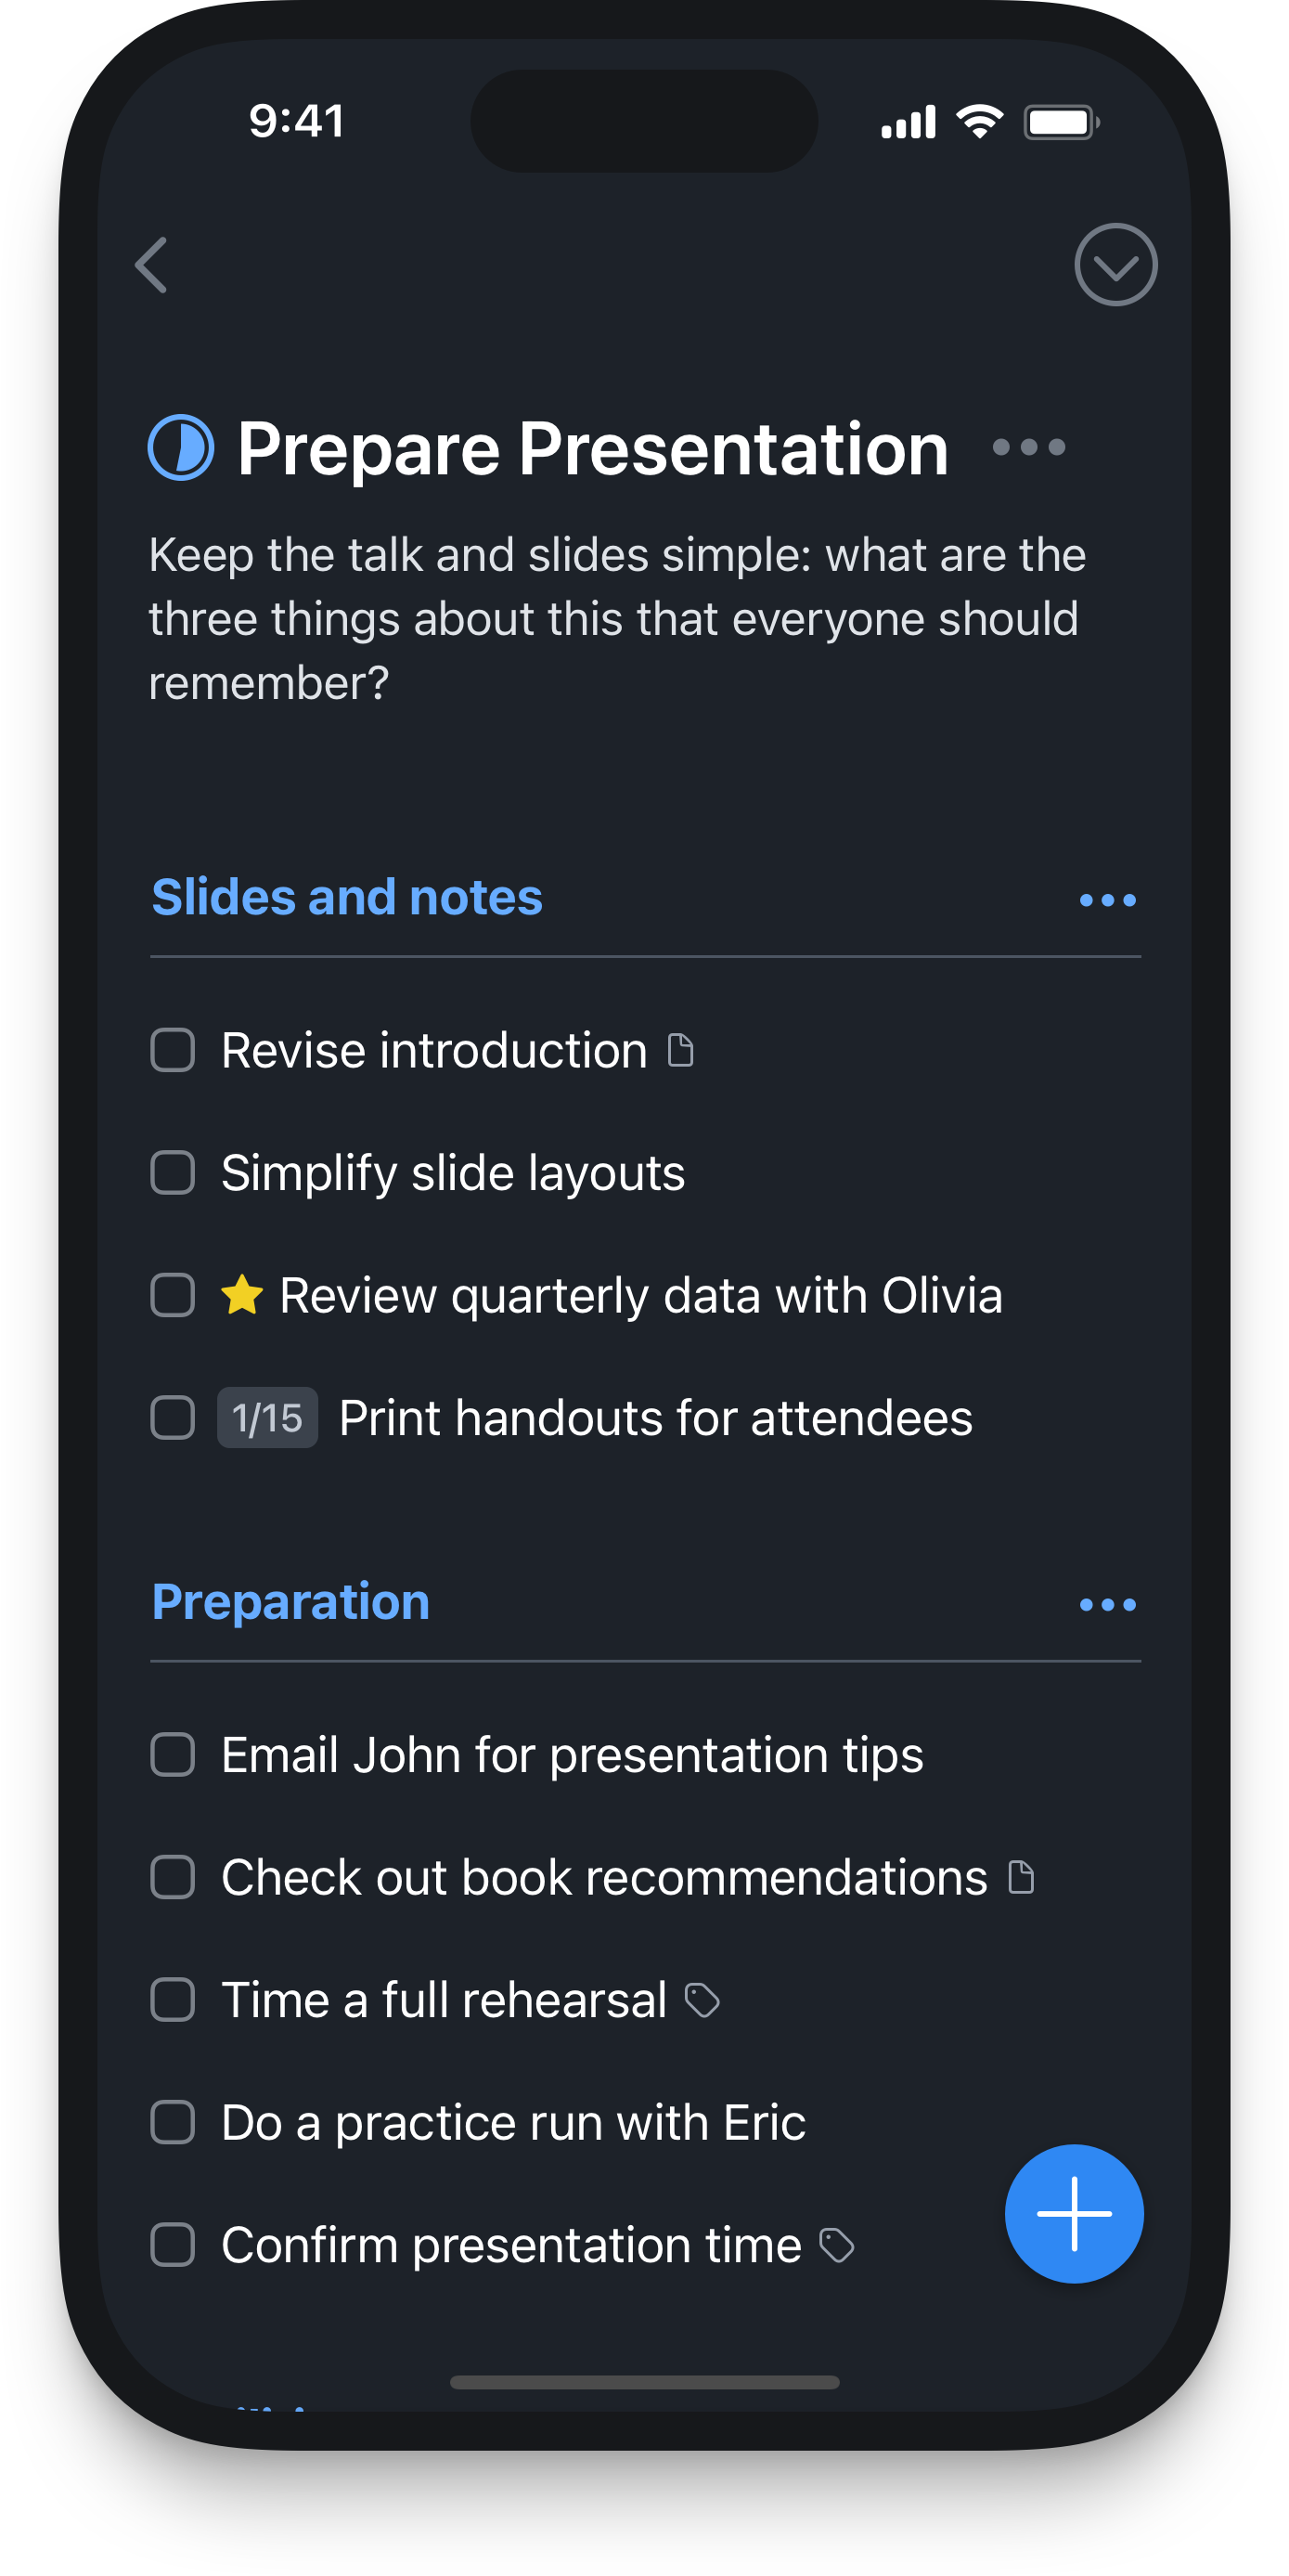 9:41
Prepare Presentation
Keep the talk and slides simple: what are the
three things about this that everyone should
remember?
Slides and notes
Revise introduction
Simplify slide layouts
Review quarterly data with Olivia
1/15 Print handouts for attendees
Preparation
Email John for presentation tips
Check out book recommendations
Time a full rehearsal
Do a practice run with Eric
Confirm presentation time